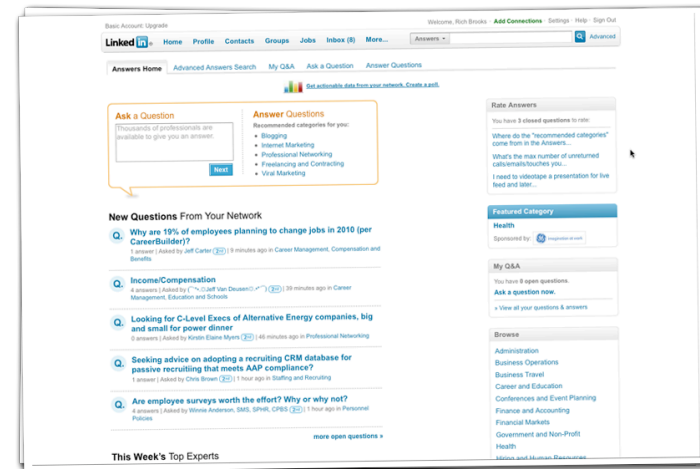 Basic Account: Upgrade
Welcome, Rich Brooks · Add Connections · Settings · Help · Sign Out
Linked in
Home Profile Contacts Groups Jobs Inbox (8) More...
Answers
Advanced
Answers Home Advanced Answers Search My Q&A Ask a Question Answer Questions
Get actionable data from your network. Create a poll.
Ask a Question
Thousands of professionals are
available to give you an answer.
Next
Answer Questions
Recommended categories for you:
• Blogging
• Internet Marketing
• Professional Networking
• Freelancing and Contracting
• Viral Marketing
New Questions From Your Network
Q. Why are 19% of employees planning to change jobs in 2010 (per
CareerBuilder)?
1 answer | Asked by Jeff Carter 2nd | 9 minutes ago in Career Management, Compensation and
Benefits
Q. Income/Compensation
4 answers | Asked by Jeff Van Deusen 2nd | 39 minutes ago in Career
Management, Education and Schools
Q. Looking for C-Level Execs of Alternative Energy companies, big
and small for power dinner
0 answers | Asked by Kirstin Elaine Myers 2nd | 46 minutes ago in Professional Networking
Q. Seeking advice on adopting a recruiting CRM database for
passive recruiting that meets AAP compliance?
1 answer | Asked by Chris Brown 2nd | 1 hour ago in Staffing and Recruiting
Q. Are employee surveys worth the effort? Why or why not?
4 answers | Asked by Winnie Anderson, SMS, SPHR, CPBS 2nd | 1 hour ago in Personnel
Policies
more open questions »
This Week's Top Experts
Rate Answers
You have 3 closed questions to rate:
Where do the "recommended categories"
come from in the Answers...
What's the max number of unreturned
calls/emails/touches you...
I need to videotape a presentation for live
feed and later...
Featured Category
Health
Sponsored by:
My Q&A
You have 0 open questions.
Ask a question now.
» View all your questions & answers
Browse
Administration
Business Operations
Business Travel
Career and Education
Conferences and Event Planning
Finance and Accounting
Financial Markets
Government and Non-Profit
Health
Hiring and Human Resources